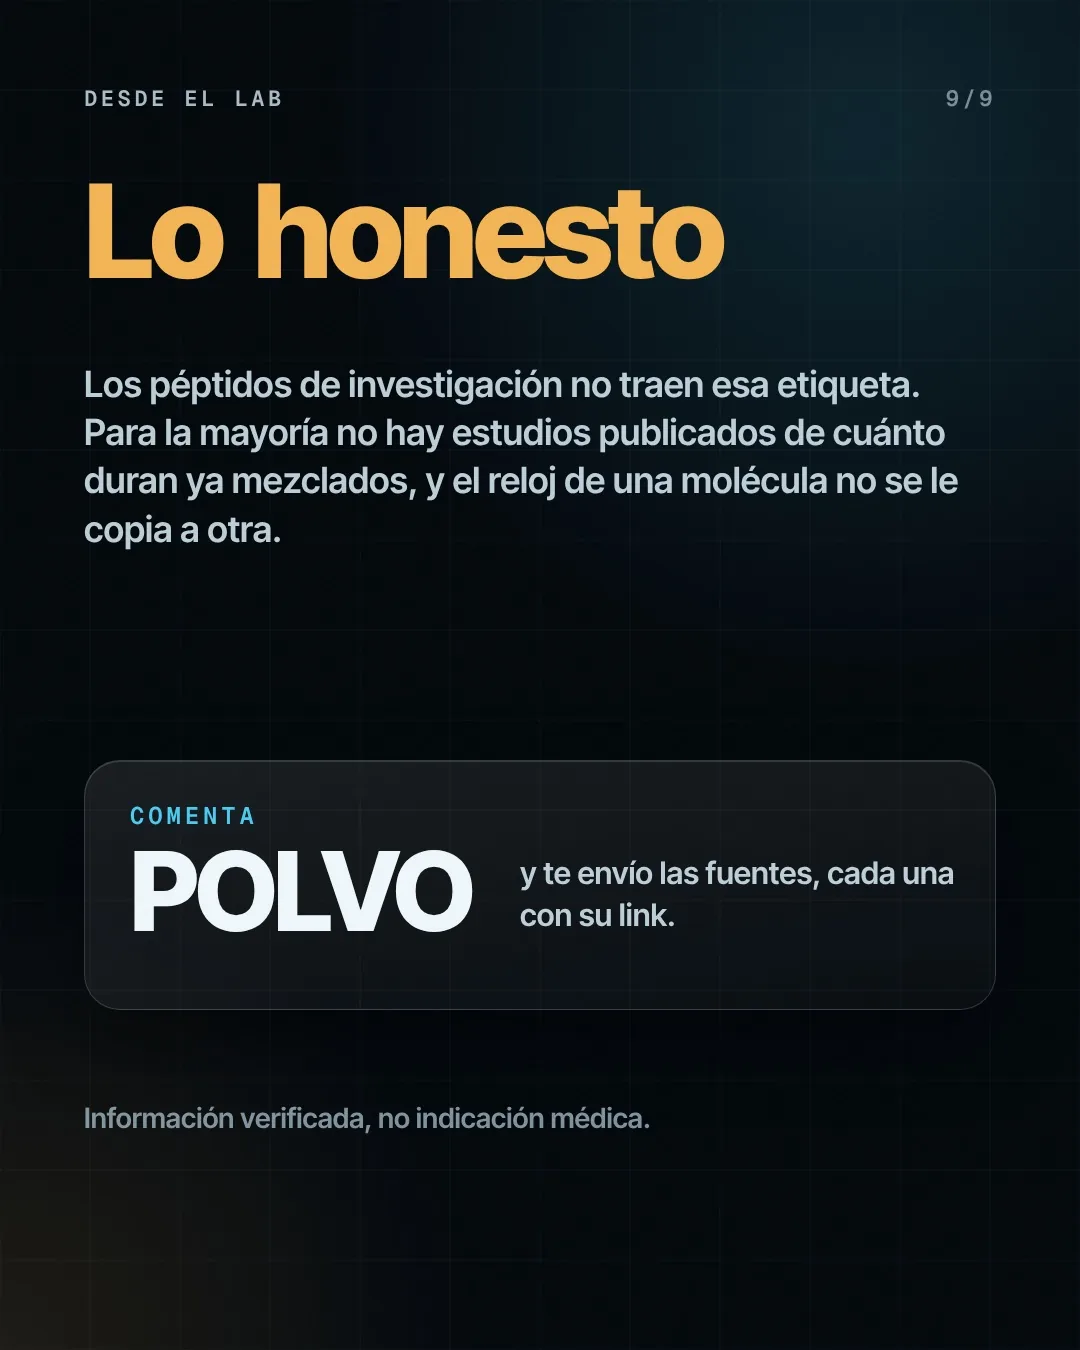 DESDE EL LAB
9/9
Lo honesto
Los péptidos de investigación no traen esa etiqueta.
Para la mayoría no hay estudios publicados de cuánto
duran ya mezclados, y el reloj de una molécula no se le
copia a otra.
COMENTA
POLVO
y te envío las fuentes, cada una
con su link.
Información verificada, no indicación médica.